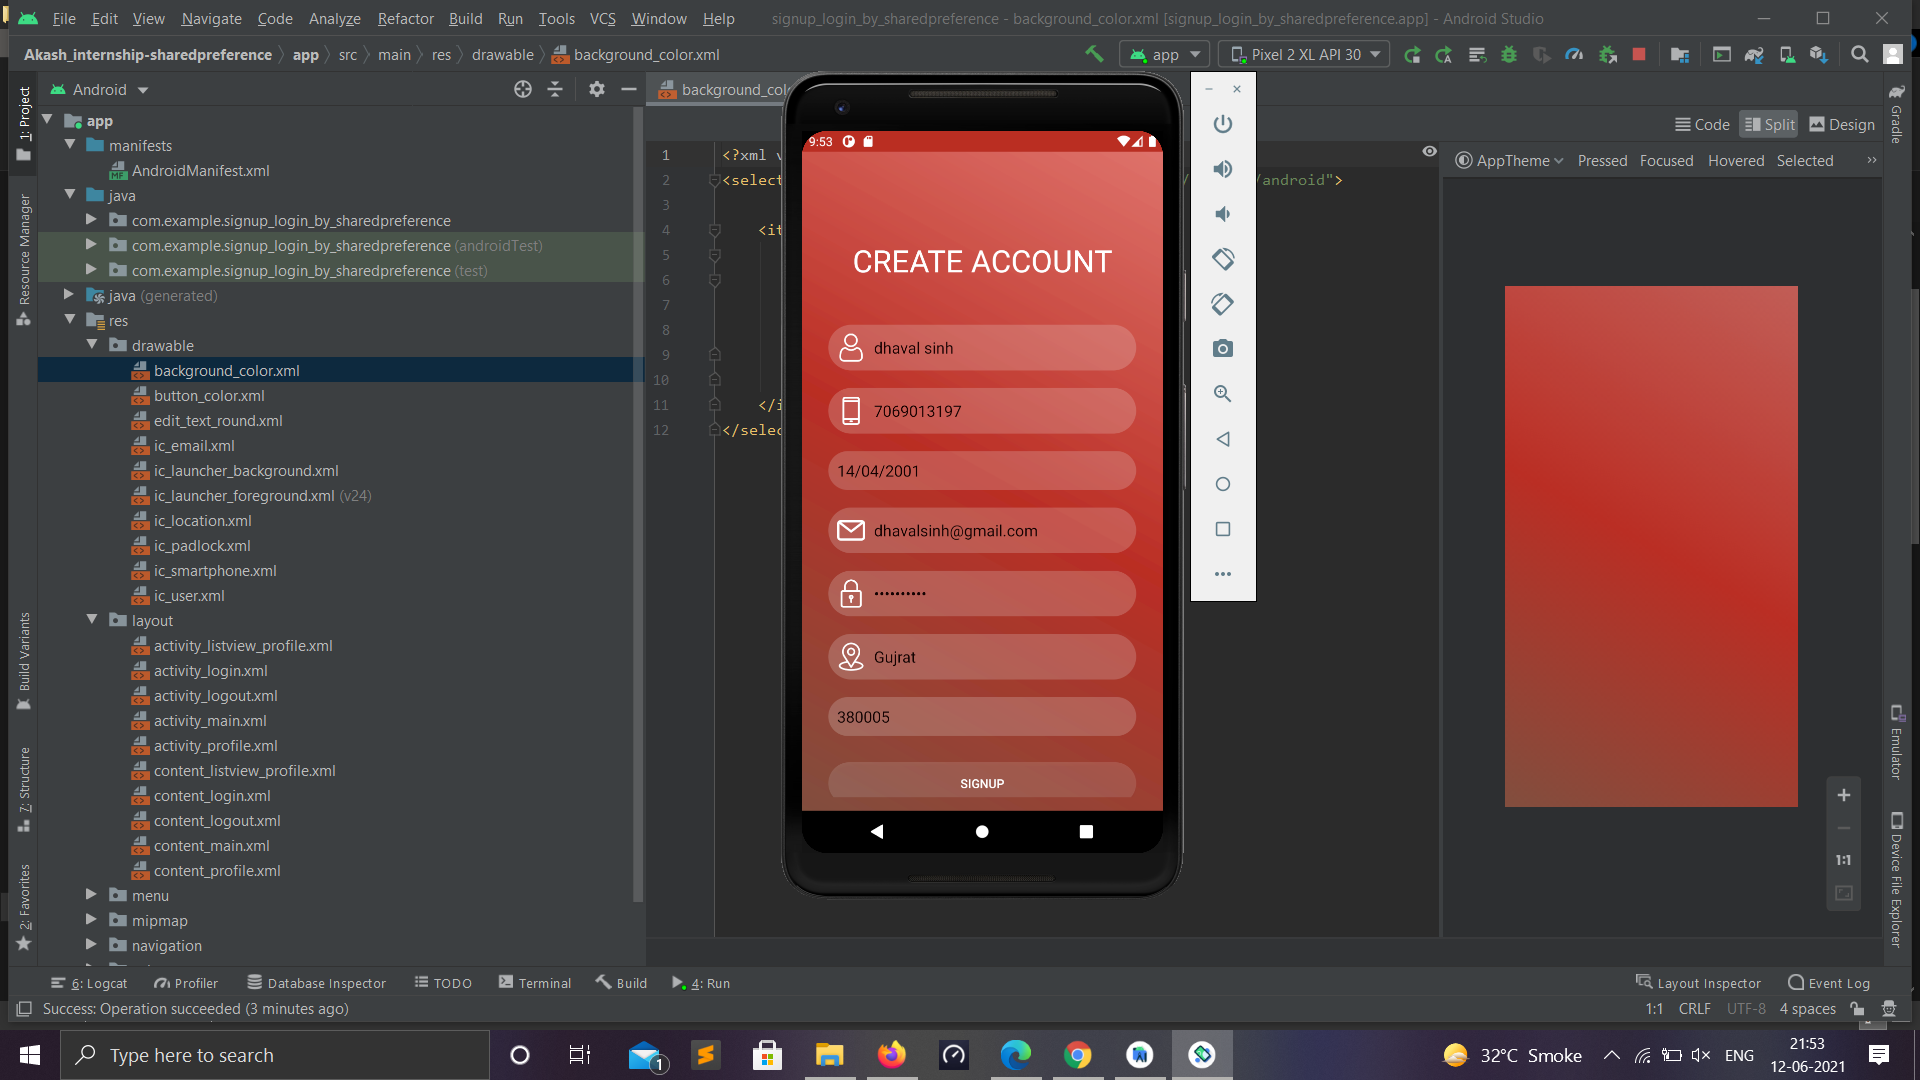 File Edit View Navigate Code Analyze Refactor Build Run Tools VCS Window Help signup_login_by_sharedpreference - background_color.xml [signup_login_by_sharedpreference.app] - Android Studio
Akash_internship-sharedpreference app src main res drawable background_color.xml
app Pixel 2 XL API 30
1: Project
Resource Manager
Build Variants
7: Structure
2: Favorites
Android
app
manifests
AndroidManifest.xml
java
com.example.signup_login_by_sharedpreference
com.example.signup_login_by_sharedpreference (androidTest)
com.example.signup_login_by_sharedpreference (test)
java (generated)
res
drawable
background_color.xml
button_color.xml
edit_text_round.xml
ic_email.xml
ic_launcher_background.xml
ic_launcher_foreground.xml (v24)
ic_location.xml
ic_padlock.xml
ic_smartphone.xml
ic_user.xml
layout
activity_listview_profile.xml
activity_login.xml
activity_logout.xml
activity_main.xml
activity_profile.xml
content_listview_profile.xml
content_login.xml
content_logout.xml
content_main.xml
content_profile.xml
menu
mipmap
navigation
background_col
Code Split Design
1 <?xml v
2 <select /android">
3
4 <it
5
6
7
8
9
10
11 </i
12 </selec
9:53
CREATE ACCOUNT
dhaval sinh
7069013197
14/04/2001
dhavalsinh@gmail.com
••••••••••
Gujrat
380005
SIGNUP
AppTheme Pressed Focused Hovered Selected
1:1
Gradle
Emulator
Device File Explorer
6: Logcat Profiler Database Inspector TODO Terminal Build 4: Run Layout Inspector Event Log
Success: Operation succeeded (3 minutes ago) 1:1 CRLF UTF-8 4 spaces
Type here to search 1 32°C Smoke ENG 21:53
12-06-2021